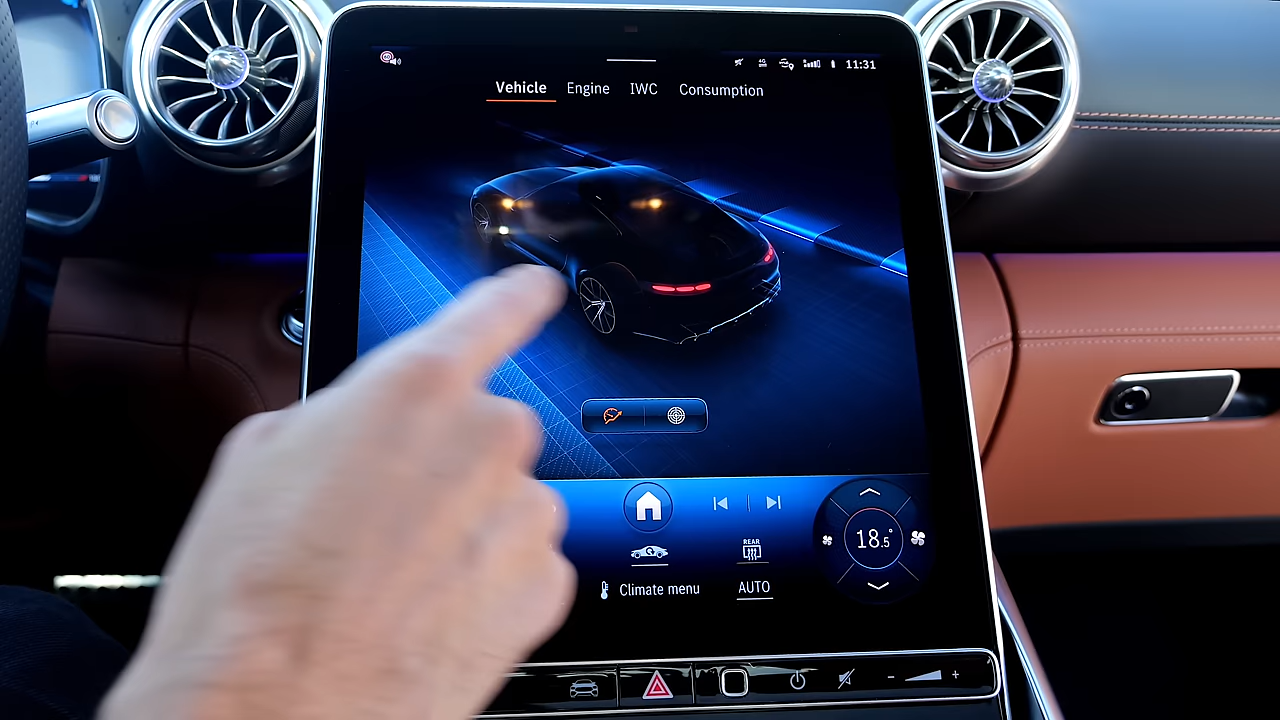 11:31
Vehicle Engine IWC Consumption
18.5°
REAR
Climate menu AUTO
- +